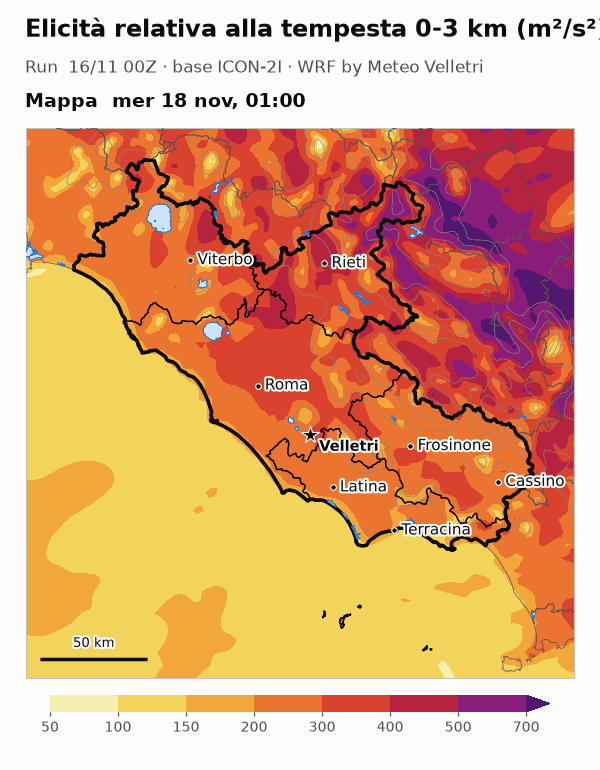 Elicità relativa alla tempesta 0-3 km (m²/s²)
Run 16/11 00Z · base ICON-2I · WRF by Meteo Velletri
Mappa mer 18 nov, 01:00
Viterbo
Rieti
Roma
Velletri
Frosinone
Latina
Cassino
Terracina
50 km
50 100 150 200 300 400 500 700